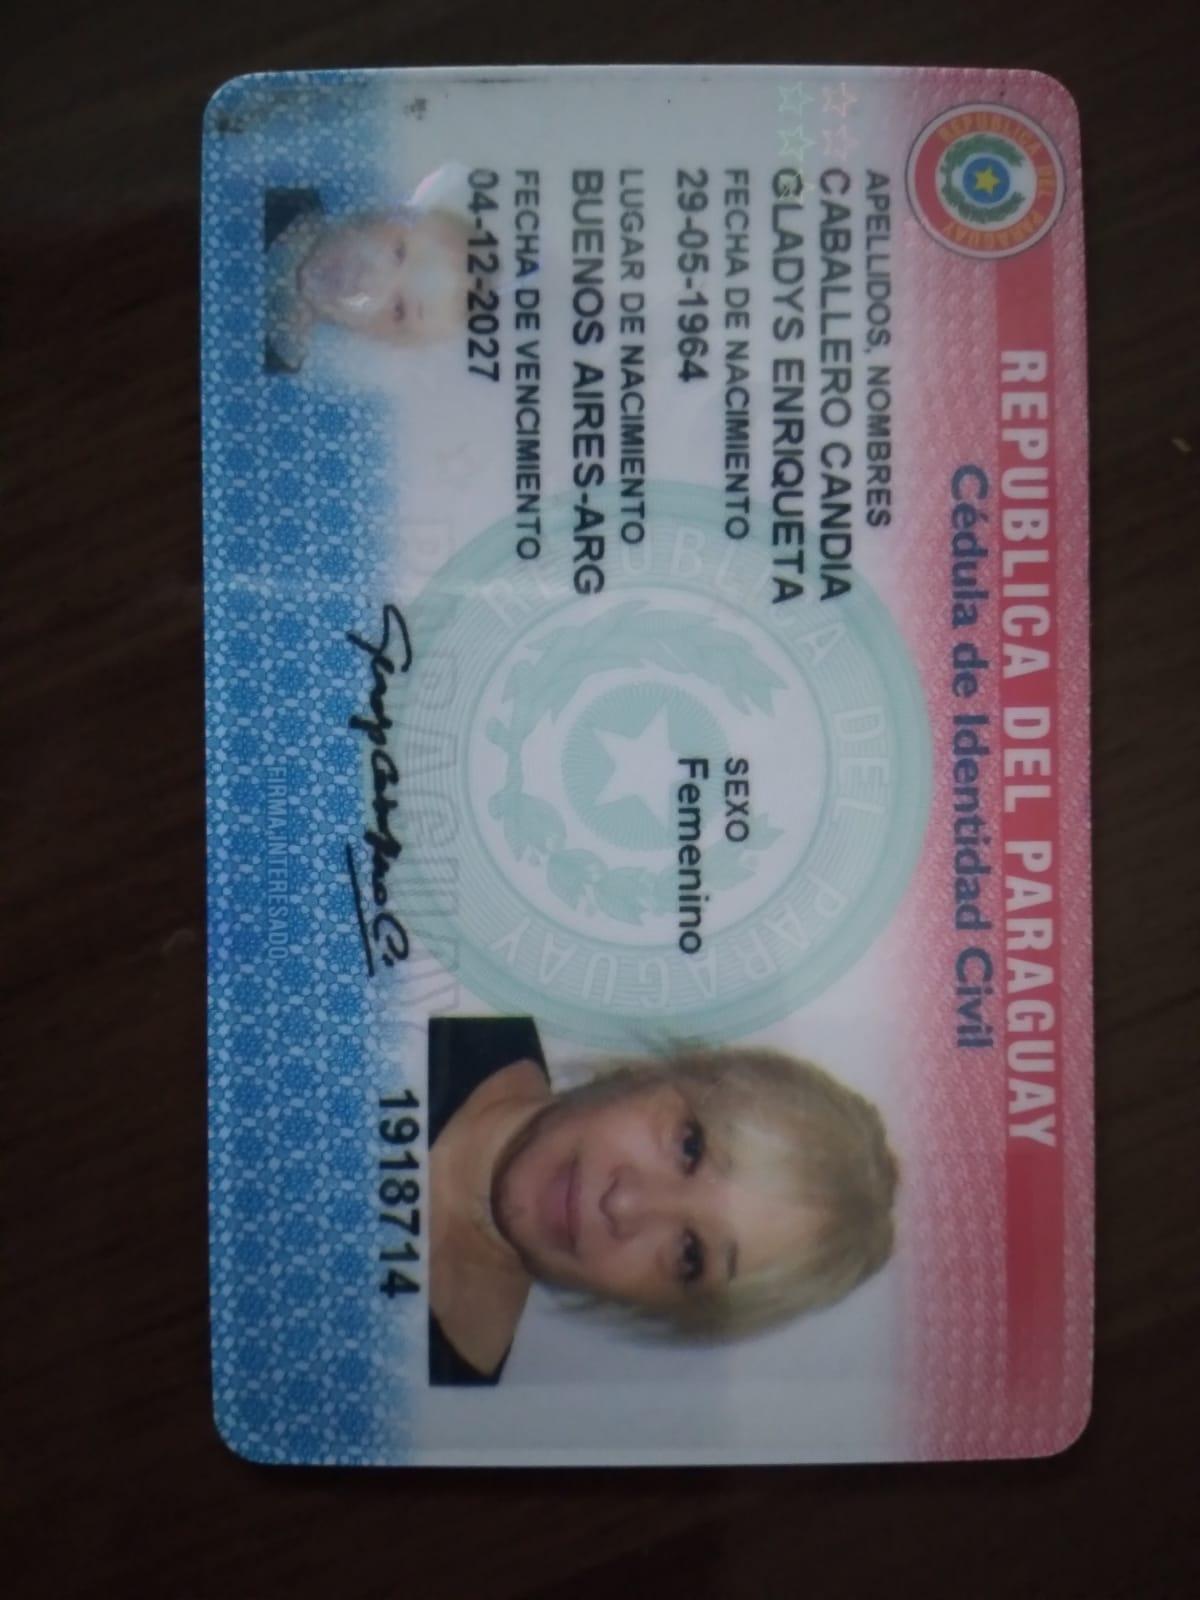 REPUBLICA DEL PARAGUAY
Cédula de Identidad Civil
REPUBLICA DEL PARAGUAY
APELLIDOS, NOMBRES
CABALLERO CANDIA
GLADYS ENRIQUETA
FECHA DE NACIMIENTO
29-05-1964
SEXO
Femenino
LUGAR DE NACIMIENTO
BUENOS AIRES-ARG
FECHA DE VENCIMIENTO
04-12-2027
REPUBLICA DEL PARAGUAY
PARAGUAY
1918714
FIRMA INTERESADO